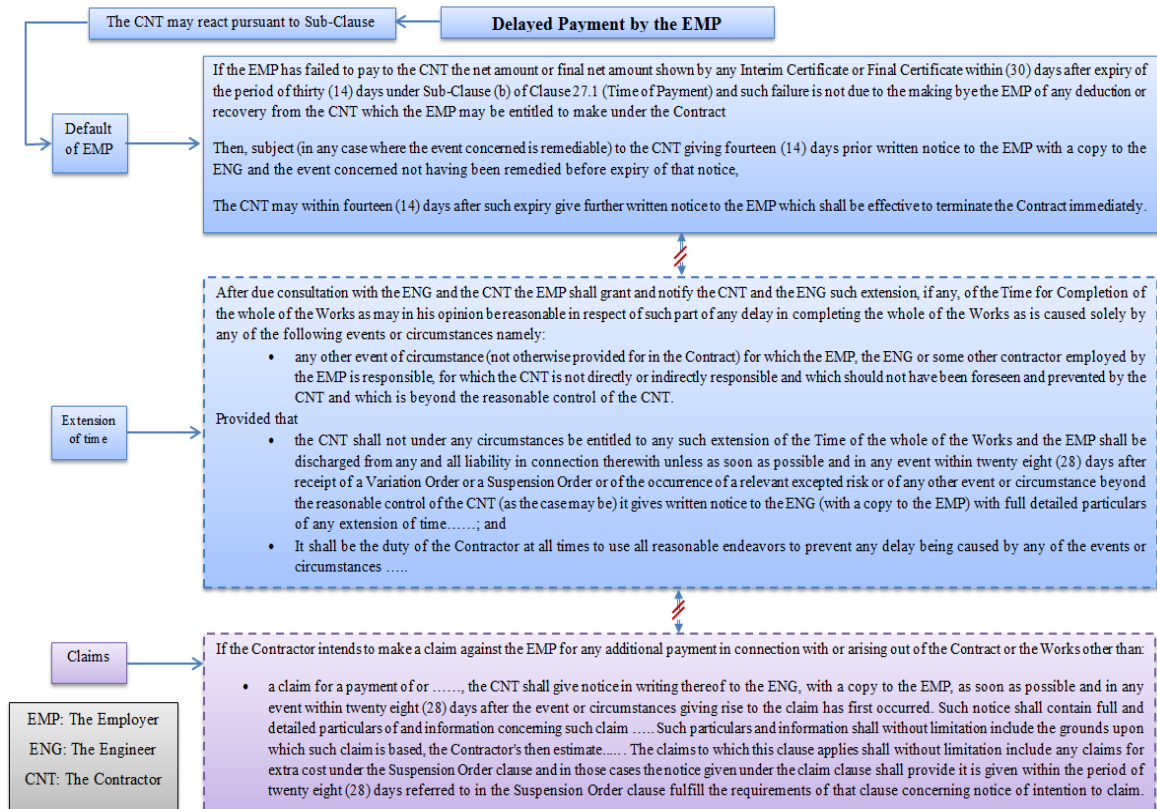 The CNT may react pursuant to Sub-Clause
Delayed Payment by the EMP
Default
of EMP
If the EMP has failed to pay to the CNT the net amount or final net amount shown by any Interim Certificate or Final Certificate within (30) days after expiry of
the period of thirty (14) days under Sub-Clause (b) of Clause 27.1 (Time of Payment) and such failure is not due to the making bye the EMP of any deduction or
recovery from the CNT which the EMP may be entitled to make under the Contract
Then, subject (in any case where the event concerned is remediable) to the CNT giving fourteen (14) days prior written notice to the EMP with a copy to the
ENG and the event concerned not having been remedied before expiry of that notice,
The CNT may within fourteen (14) days after such expiry give further written notice to the EMP which shall be effective to terminate the Contract immediately.
Extension
of time
After due consultation with the ENG and the CNT the EMP shall grant and notify the CNT and the ENG such extension, if any, of the Time for Completion of
the whole of the Works as may in his opinion be reasonable in respect of such part of any delay in completing the whole of the Works as is caused solely by
any of the following events or circumstances namely:
• any other event of circumstance (not otherwise provided for in the Contract) for which the EMP, the ENG or some other contractor employed by
the EMP is responsible, for which the CNT is not directly or indirectly responsible and which should not have been foreseen and prevented by the
CNT and which is beyond the reasonable control of the CNT.
Provided that
• the CNT shall not under any circumstances be entitled to any such extension of the Time of the whole of the Works and the EMP shall be
discharged from any and all liability in connection therewith unless as soon as possible and in any event within twenty eight (28) days after
receipt of a Variation Order or a Suspension Order or of the occurrence of a relevant excepted risk or of any other event or circumstance beyond
the reasonable control of the CNT (as the case may be) it gives written notice to the ENG (with a copy to the EMP) with full detailed particulars
of any extension of time……; and
• It shall be the duty of the Contractor at all times to use all reasonable endeavors to prevent any delay being caused by any of the events or
circumstances …..
Claims
If the Contractor intends to make a claim against the EMP for any additional payment in connection with or arising out of the Contract or the Works other than:
• a claim for a payment of or ……, the CNT shall give notice in writing thereof to the ENG, with a copy to the EMP, as soon as possible and in any
event within twenty eight (28) days after the event or circumstances giving rise to the claim has first occurred. Such notice shall contain full and
detailed particulars of and information concerning such claim ….. Such particulars and information shall without limitation include the grounds upon
which such claim is based, the Contractor's then estimate..... . The claims to which this clause applies shall without limitation include any claims for
extra cost under the Suspension Order clause and in those cases the notice given under the claim clause shall provide it is given within the period of
twenty eight (28) days referred to in the Suspension Order clause fulfill the requirements of that clause concerning notice of intention to claim.
EMP: The Employer
ENG: The Engineer
CNT: The Contractor